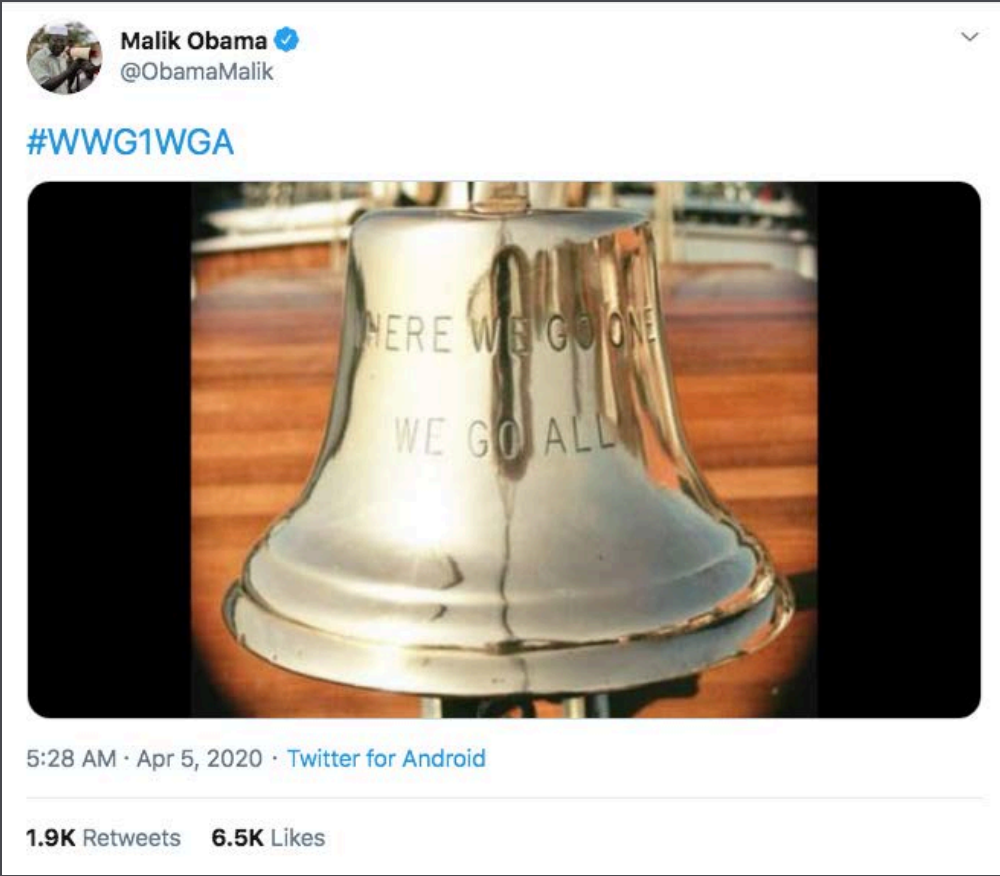 Malik Obama
@ObamaMalik
#WWG1WGA
HERE WE GO ONE
WE GO ALL
5:28 AM · Apr 5, 2020 · Twitter for Android
1.9K Retweets 6.5K Likes